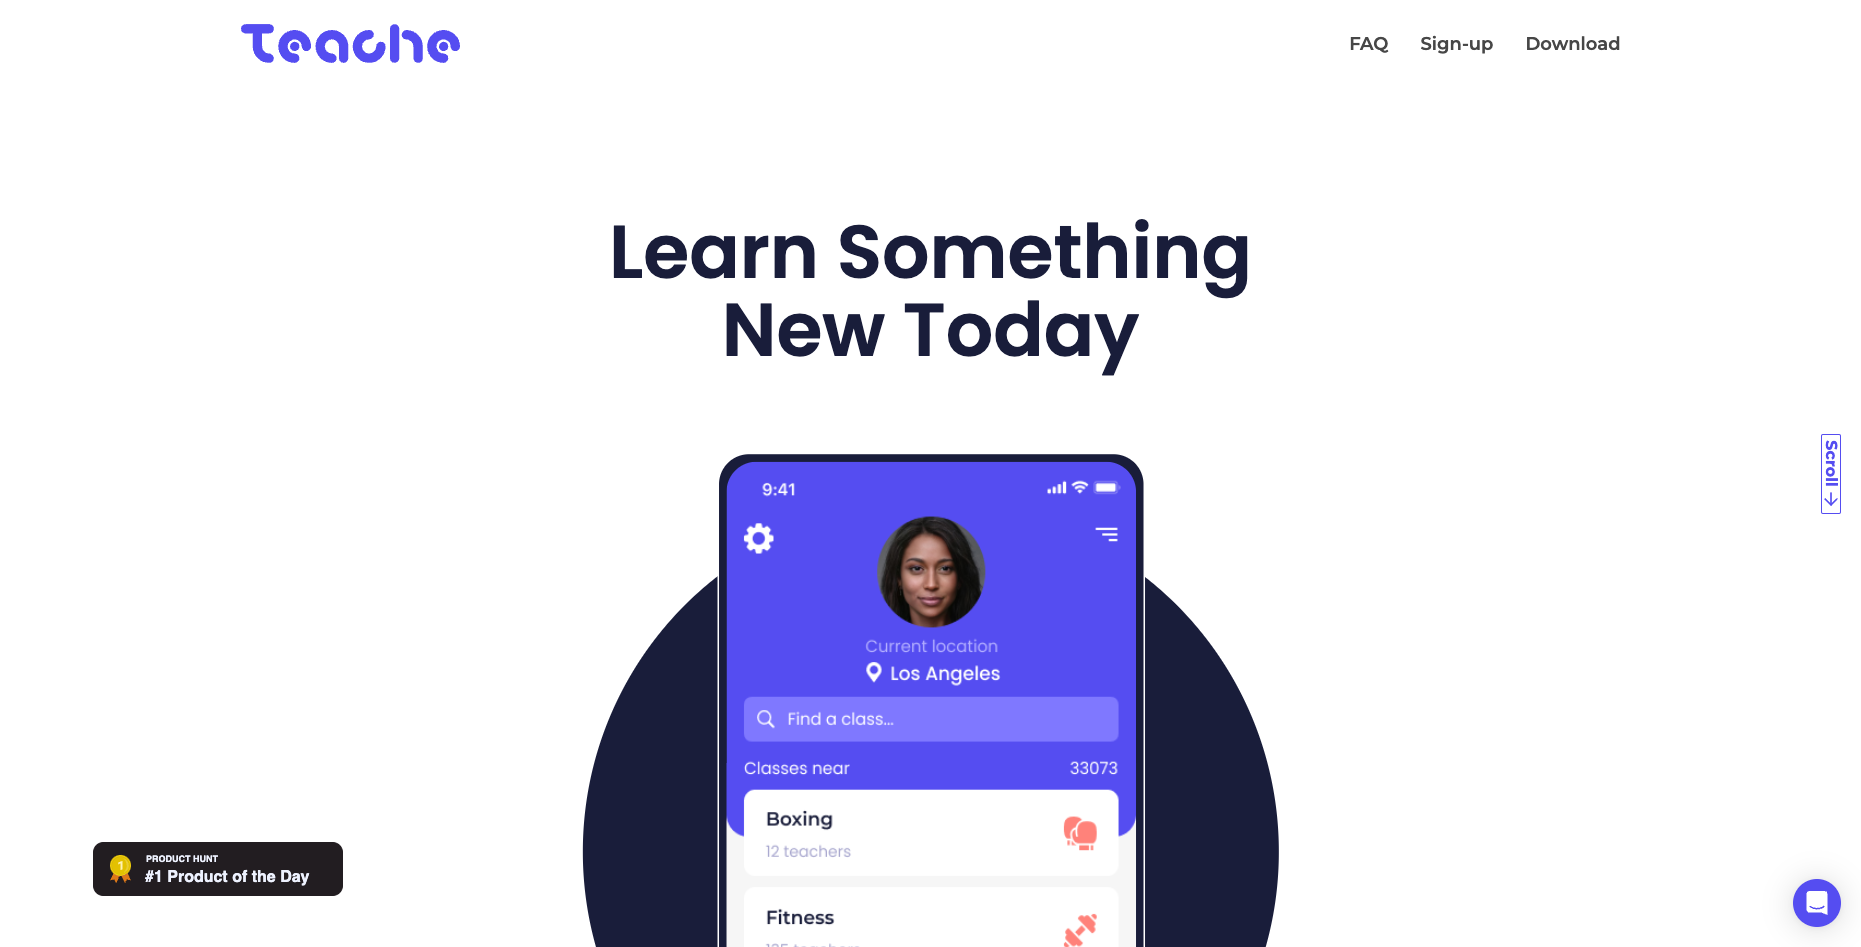 Teache
FAQ Sign-up Download
Learn Something
New Today
Scroll
9:41
Current location
Los Angeles
Find a class...
Classes near 33073
Boxing
12 teachers
Fitness
PRODUCT HUNT
1 #1 Product of the Day